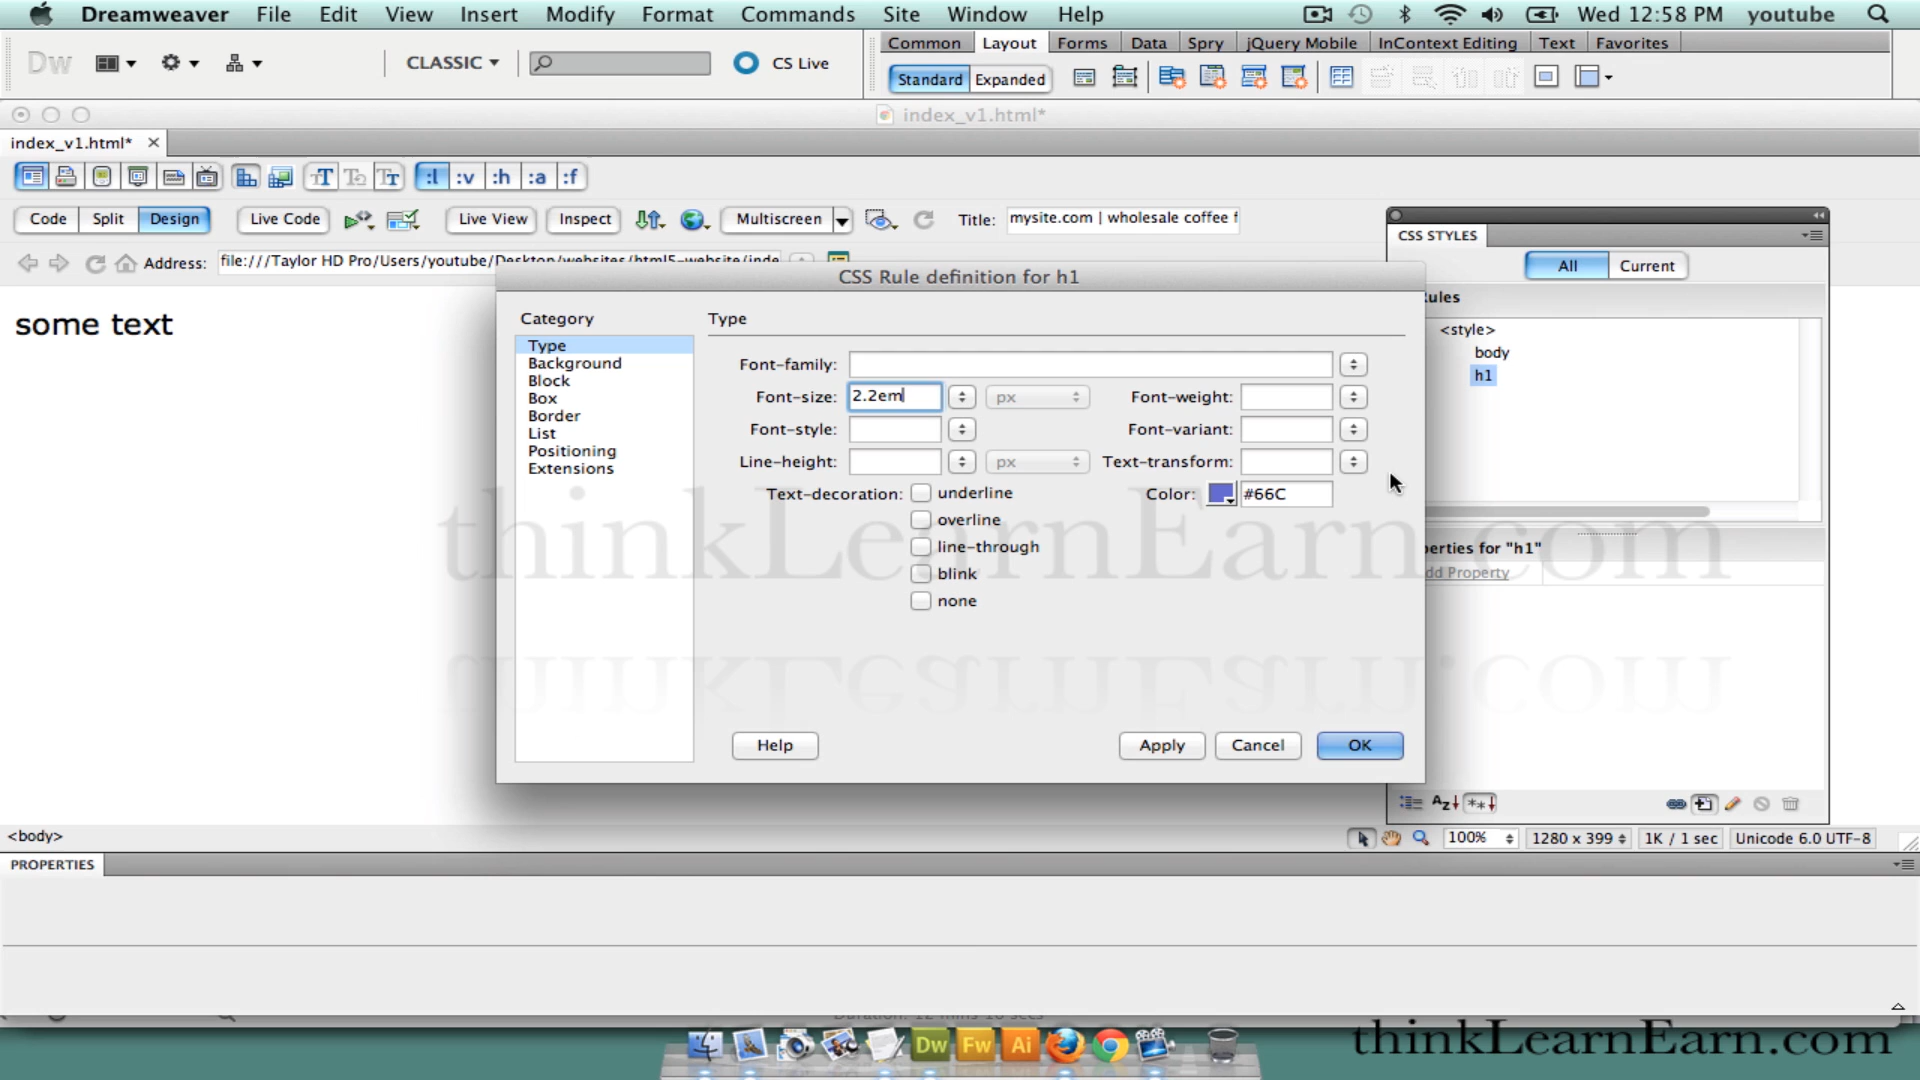 Dreamweaver File Edit View Insert Modify Format Commands Site Window Help Wed 12:58 PM youtube
Dw CLASSIC CS Live
Common Layout Forms Data Spry jQuery Mobile InContext Editing Text Favorites
Standard Expanded
index_v1.html*
index_v1.html*
:l :v :h :a :f
Code Split Design Live Code Live View Inspect Multiscreen Title: mysite.com | wholesale coffee f
Address: file:///Taylor HD Pro/Users/youtube/Desktop/websites/html5-website/inde
some text
CSS Rule definition for h1
Category
Type
Background
Block
Box
Border
List
Positioning
Extensions
Type
Font-family:
Font-size: 2.2em px Font-weight:
Font-style: Font-variant:
Line-height: px Text-transform:
Text-decoration: underline Color: #66C
overline
line-through
blink
none
Help Apply Cancel OK
thinkLearnEarn.com
CSS STYLES
All Current
ules
<style>
body
h1
erties for "h1"
dd Property
<body>
100% 1280 x 399 1K / 1 sec Unicode 6.0 UTF-8
PROPERTIES
Dw Fw Ai
thinkLearnEarn.com